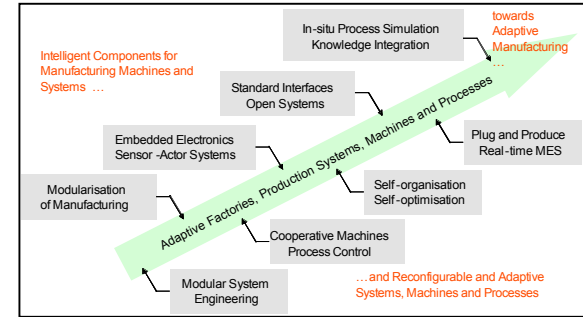 In-situ Process Simulation
Knowledge Integration
towards
Adaptive
Manufacturing
…
Intelligent Components for
Manufacturing Machines and
Systems …
Standard Interfaces
Open Systems
Embedded Electronics
Sensor -Actor Systems
Plug and Produce
Real-time MES
Modularisation
of Manufacturing
Adaptive Factories, Production Systems, Machines and Processes
Self-organisation
Self-optimisation
Cooperative Machines
Process Control
Modular System
Engineering
…and Reconfigurable and Adaptive
Systems, Machines and Processes